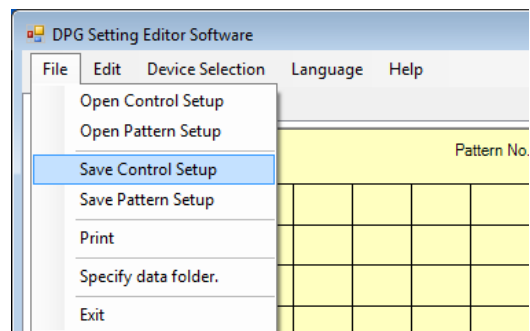 DPG Setting Editor Software
File Edit Device Selection Language Help
Open Control Setup
Open Pattern Setup
Pattern No.
Save Control Setup
Save Pattern Setup
Print
Specify data folder.
Exit